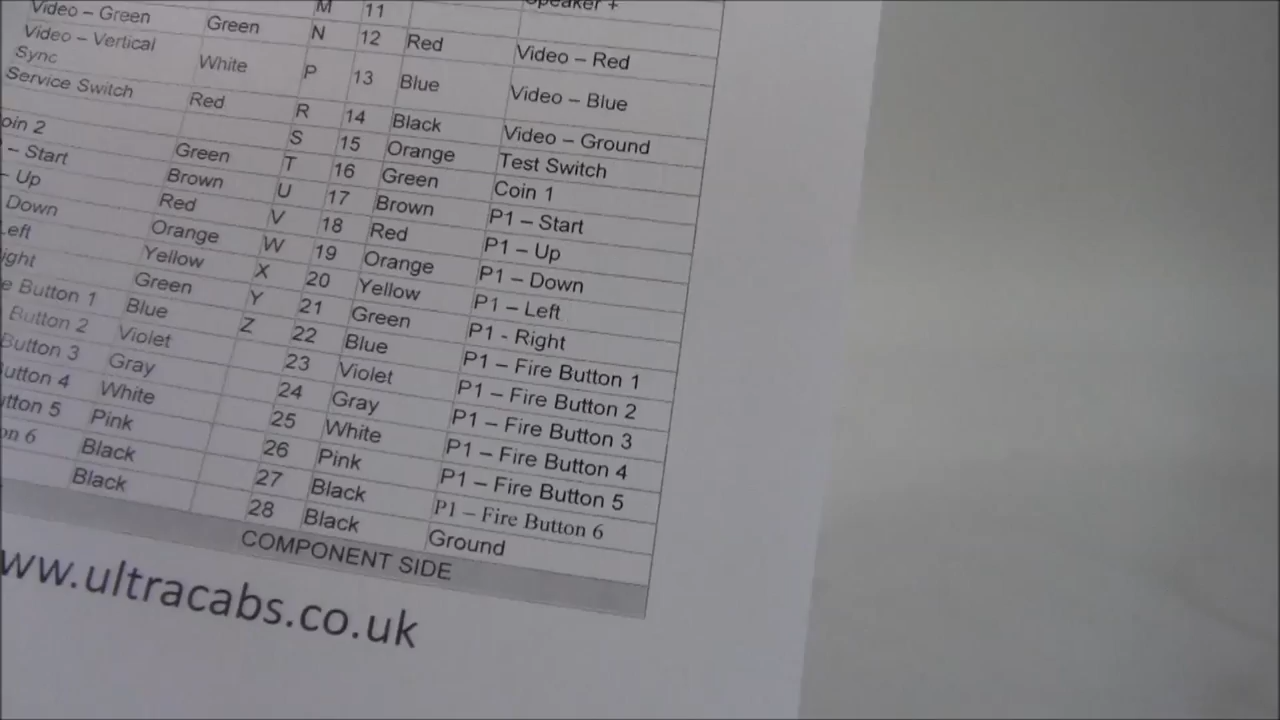 M 11 Speaker +
Video – Green Green N 12 Red Video – Red
Video – Vertical
Sync White P 13 Blue Video – Blue
Service Switch Red R 14 Black Video – Ground
S 15 Orange Test Switch
oin 2 Green T 16 Green Coin 1
– Start Brown U 17 Brown P1 – Start
– Up Red V 18 Red P1 – Up
Down Orange W 19 Orange P1 – Down
Left Yellow X 20 Yellow P1 – Left
ight Green Y 21 Green P1 - Right
e Button 1 Blue Z 22 Blue P1 – Fire Button 1
Button 2 Violet 23 Violet P1 – Fire Button 2
Button 3 Gray 24 Gray P1 – Fire Button 3
utton 4 White 25 White P1 – Fire Button 4
tton 5 Pink 26 Pink P1 – Fire Button 5
on 6 Black 27 Black P1 – Fire Button 6
Black 28 Black Ground
COMPONENT SIDE
ww.ultracabs.co.uk